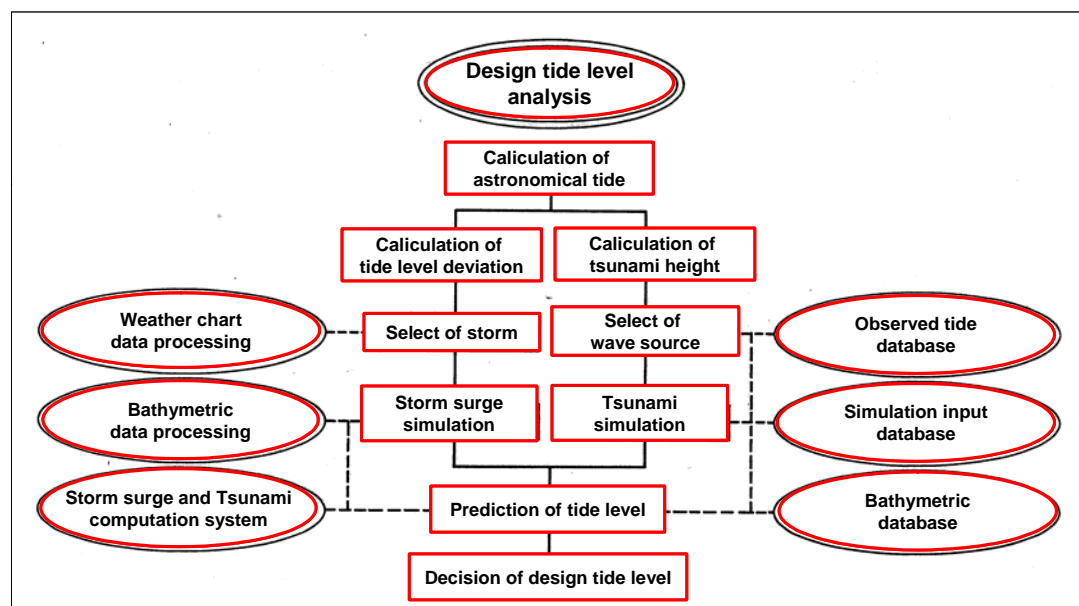 Design tide level
analysis
Caliculation of
astronomical tide
Caliculation of
tide level deviation
Caliculation of
tsunami height
Weather chart
data processing
Select of storm
Select of
wave source
Observed tide
database
Bathymetric
data processing
Storm surge
simulation
Tsunami
simulation
Simulation input
database
Storm surge and Tsunami
computation system
Prediction of tide level
Bathymetric
database
Decision of design tide level